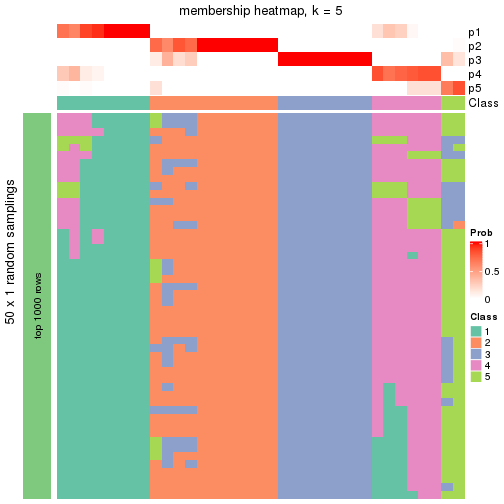 membership heatmap, k = 5
p1
p2
p3
p4
p5
Class
50 x 1 random samplings
top 1000 rows
Prob
1
0.5
0
Class
1
2
3
4
5